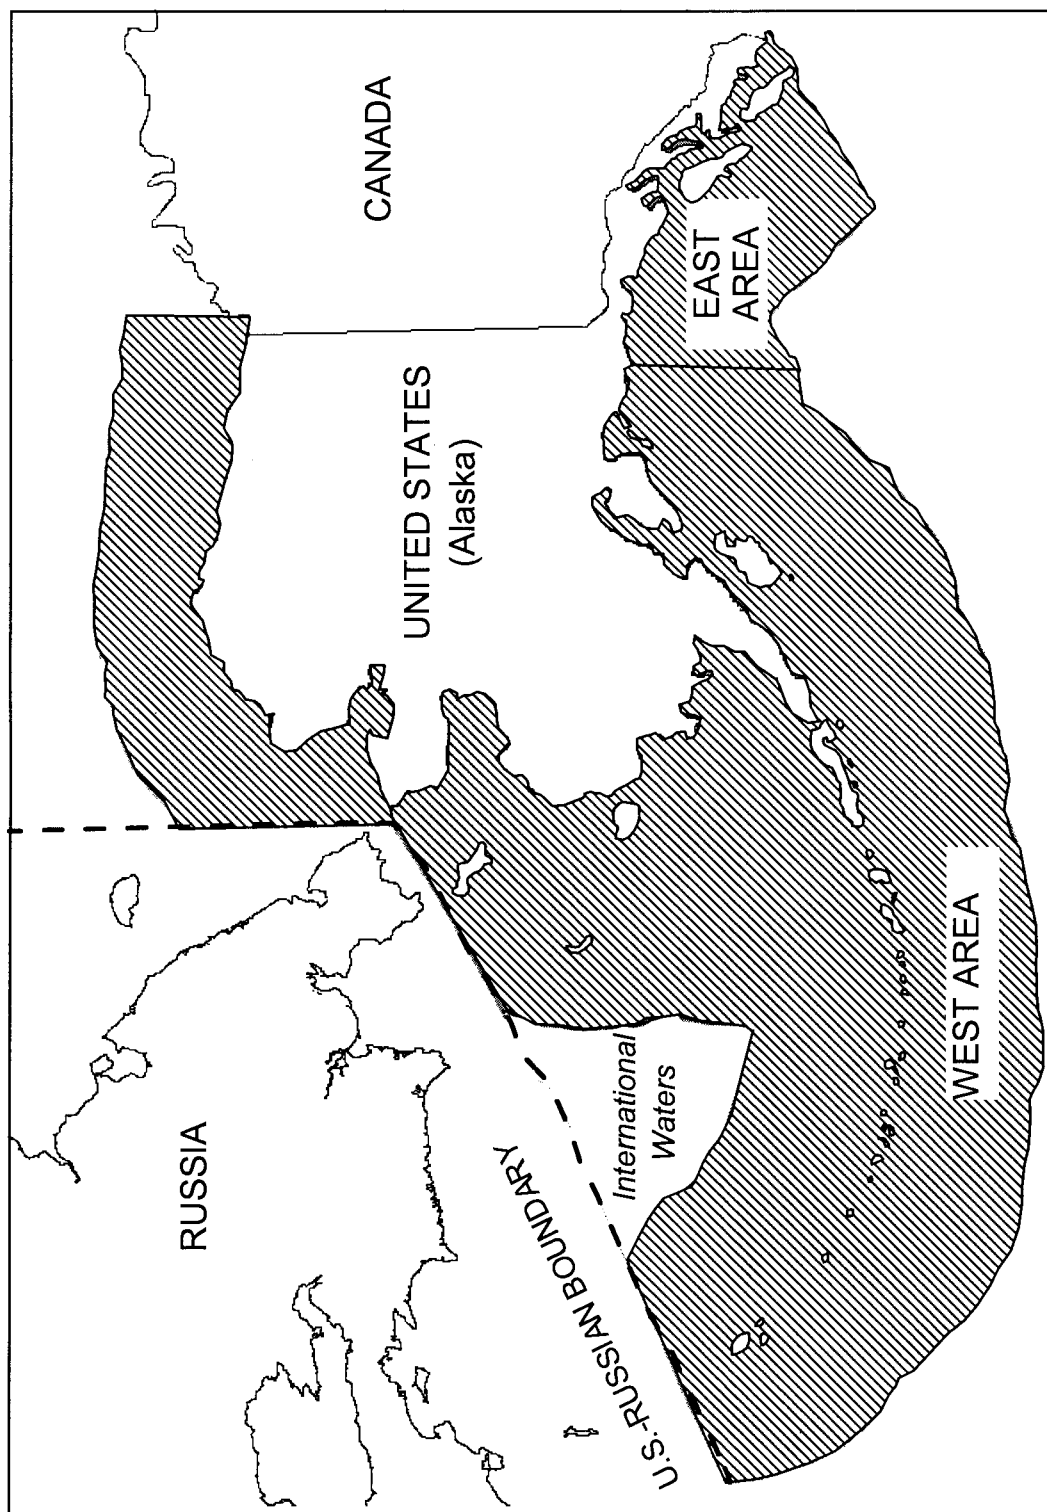 RUSSIA
CANADA
UNITED STATES
(Alaska)
U.S.-RUSSIAN BOUNDARY
International
Waters
EAST
AREA
WEST AREA